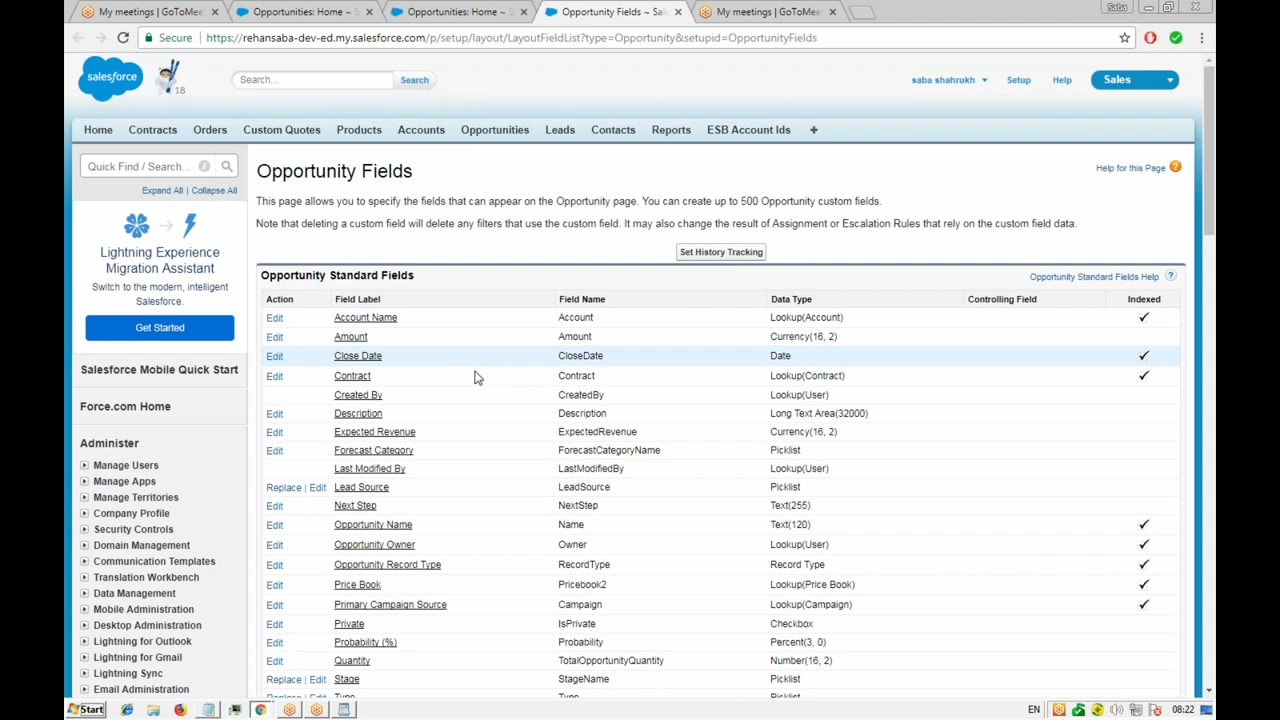 My meetings | GoToMee
Opportunities: Home ~ S
Opportunities: Home ~ S
Opportunity Fields ~ Sale
My meetings | GoToMee
Saba
Secure
https://rehansaba-dev-ed.my.salesforce.com/p/setup/layout/LayoutFieldList?type=Opportunity&setupid=OpportunityFields
salesforce
18
Search...
Search
saba shahrukh
Setup
Help
Sales
Home Contracts Orders Custom Quotes Products Accounts Opportunities Leads Contacts Reports ESB Account Ids +
Quick Find / Search...
Expand All | Collapse All
Lightning Experience
Migration Assistant
Switch to the modern, intelligent
Salesforce.
Get Started
Salesforce Mobile Quick Start
Force.com Home
Administer
Manage Users
Manage Apps
Manage Territories
Company Profile
Security Controls
Domain Management
Communication Templates
Translation Workbench
Data Management
Mobile Administration
Desktop Administration
Lightning for Outlook
Lightning for Gmail
Lightning Sync
Email Administration
Opportunity Fields
Help for this Page ?
This page allows you to specify the fields that can appear on the Opportunity page. You can create up to 500 Opportunity custom fields.
Note that deleting a custom field will delete any filters that use the custom field. It may also change the result of Assignment or Escalation Rules that rely on the custom field data.
Set History Tracking
Opportunity Standard Fields
Opportunity Standard Fields Help ?
Action Field Label Field Name Data Type Controlling Field Indexed
Edit Account Name Account Lookup(Account) ✓
Edit Amount Amount Currency(16, 2)
Edit Close Date CloseDate Date ✓
Edit Contract Contract Lookup(Contract) ✓
Created By CreatedBy Lookup(User)
Edit Description Description Long Text Area(32000)
Edit Expected Revenue ExpectedRevenue Currency(16, 2)
Edit Forecast Category ForecastCategoryName Picklist
Last Modified By LastModifiedBy Lookup(User)
Replace | Edit Lead Source LeadSource Picklist
Edit Next Step NextStep Text(255)
Edit Opportunity Name Name Text(120) ✓
Edit Opportunity Owner Owner Lookup(User) ✓
Edit Opportunity Record Type RecordType Record Type ✓
Edit Price Book Pricebook2 Lookup(Price Book) ✓
Edit Primary Campaign Source Campaign Lookup(Campaign) ✓
Edit Private IsPrivate Checkbox
Edit Probability (%) Probability Percent(3, 0)
Edit Quantity TotalOpportunityQuantity Number(16, 2)
Replace | Edit Stage StageName Picklist
Replace | Edit Type Type Picklist
Start
EN
08:22